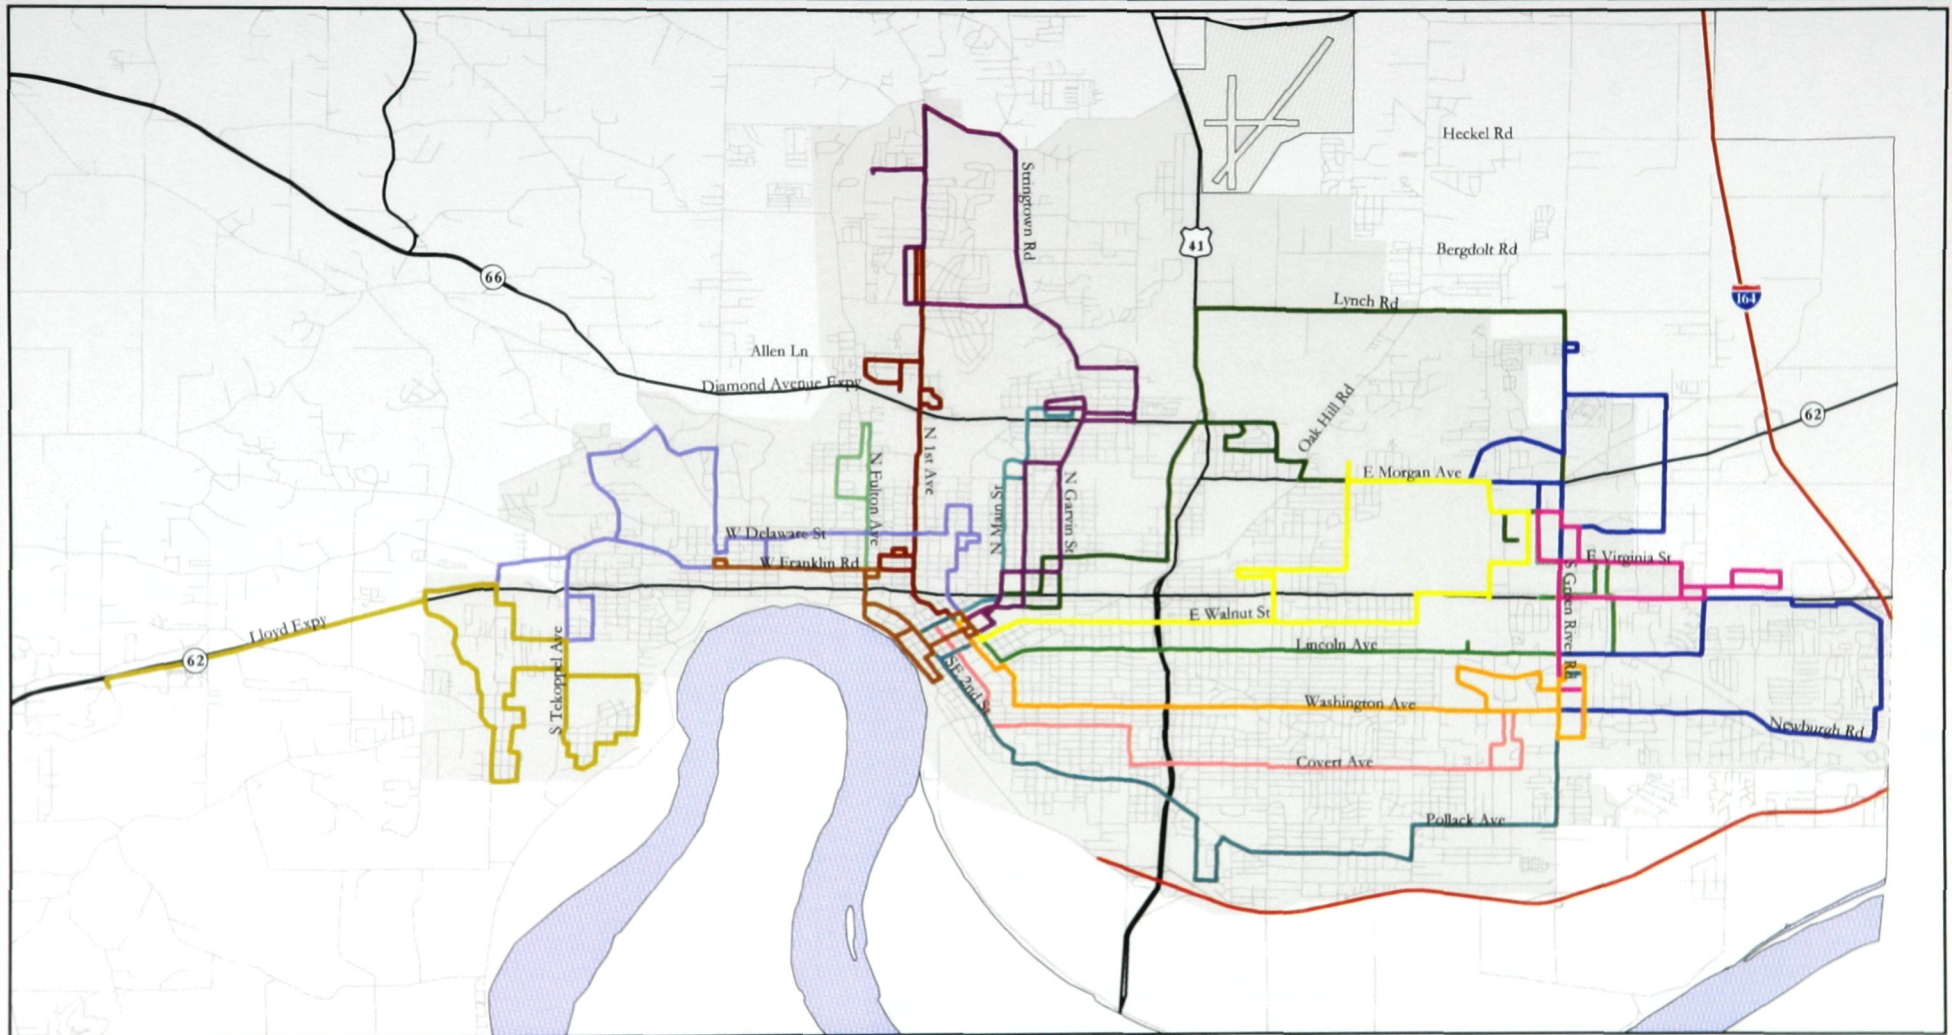 Heckel Rd
Stringtown Rd
41
Bergdolt Rd
66
164
Lynch Rd
Allen Ln
Diamond Avenue Expy
62
Oak Hill Rd
N 1st Ave
N Fulton Ave
E Morgan Ave
N Main St
N Garvin St
W Delaware St
W Franklin Rd
E Virginia St
S Green River Rd
E Walnut St
Lloyd Expy
62
Lincoln Ave
S Tekoppel Ave
SE 2nd St
Washington Ave
Newburgh Rd
Covert Ave
Pollack Ave